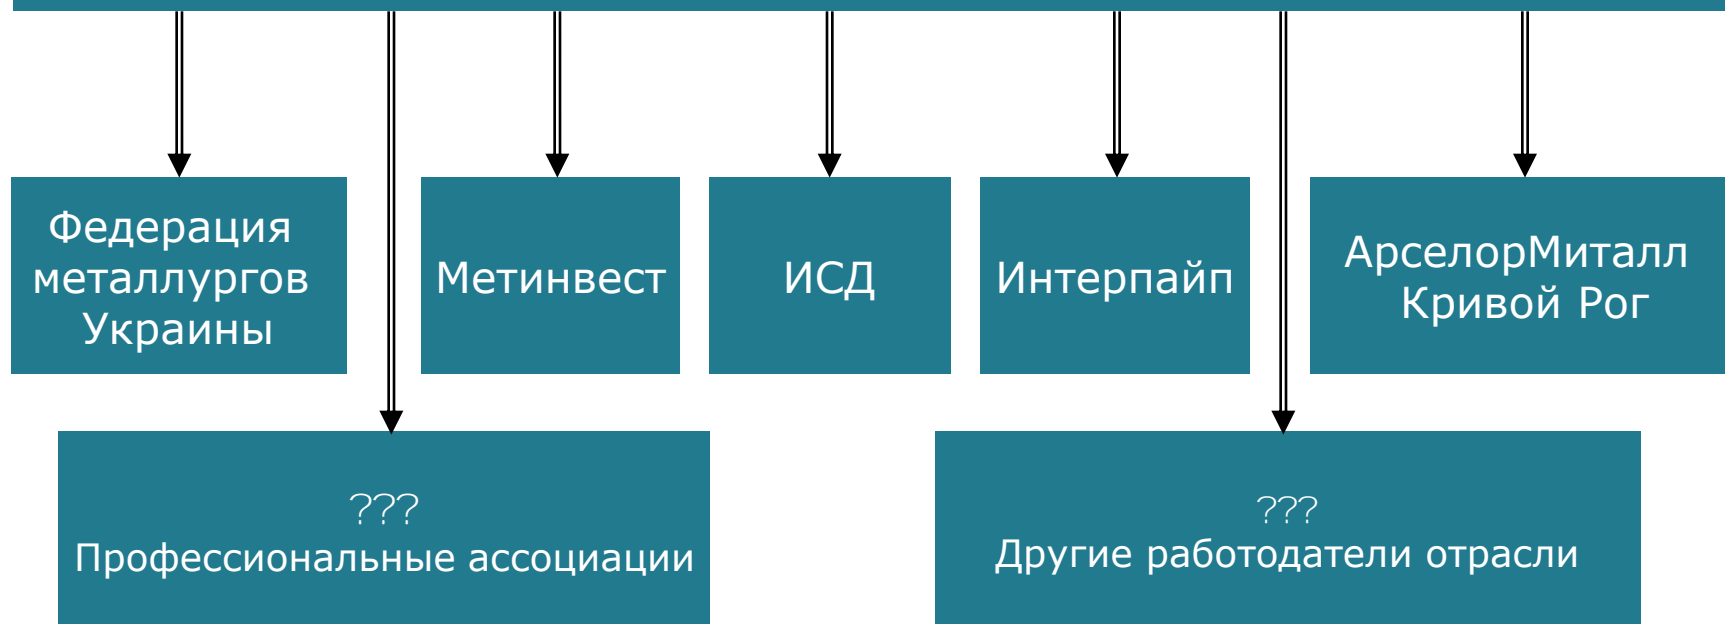 Федерация
металлургов
Украины
Метинвест
ИСД
Интерпайп
АрселорМиталл
Кривой Рог
???
Профессиональные ассоциации
???
Другие работодатели отрасли